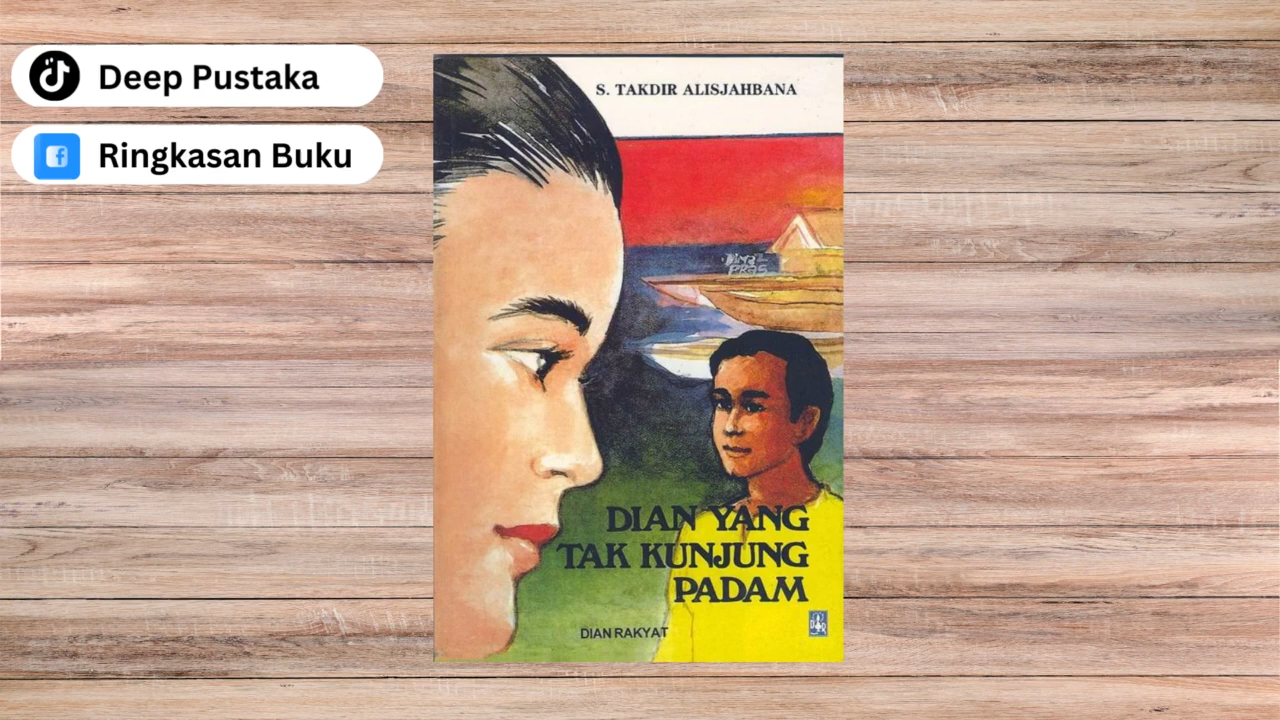 Deep Pustaka
Ringkasan Buku
S. TAKDIR ALISJAHBANA
DIAN YANG
TAK KUNJUNG
PADAM
DIAN RAKYAT